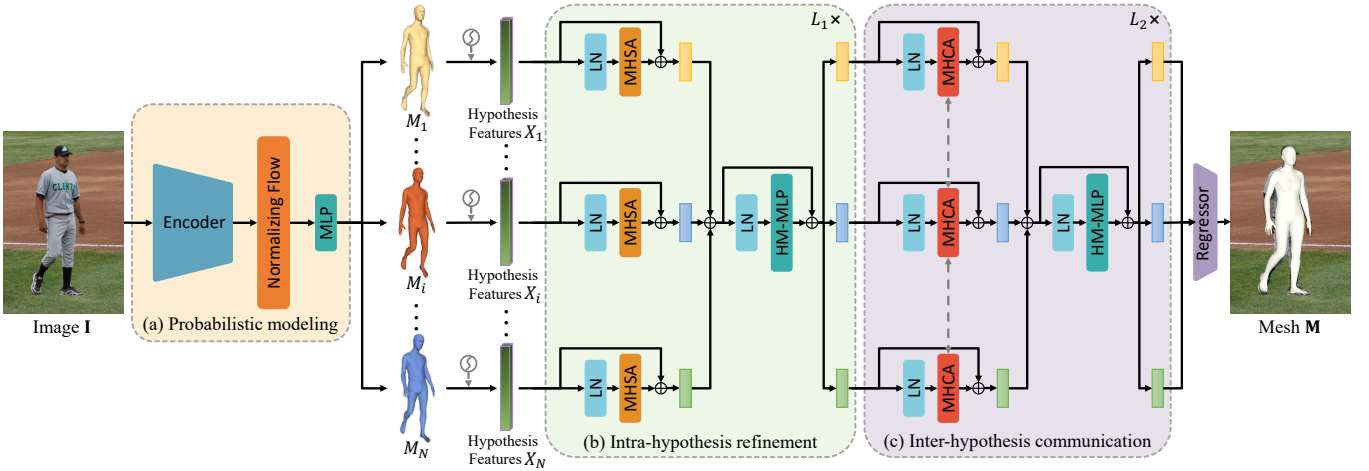 L₁×
L₂×
LN
MHSA
LN
MHCA
M₁
Hypothesis
Features X₁
CLINTO
Encoder
Normalizing Flow
MLP
Mᵢ
Hypothesis
Features Xᵢ
LN
MHSA
LN
HM-MLP
LN
MHCA
LN
HM-MLP
Regressor
Image I
(a) Probabilistic modeling
Mesh M
M_N
Hypothesis
Features X_N
LN
MHSA
LN
MHCA
(b) Intra-hypothesis refinement
(c) Inter-hypothesis communication